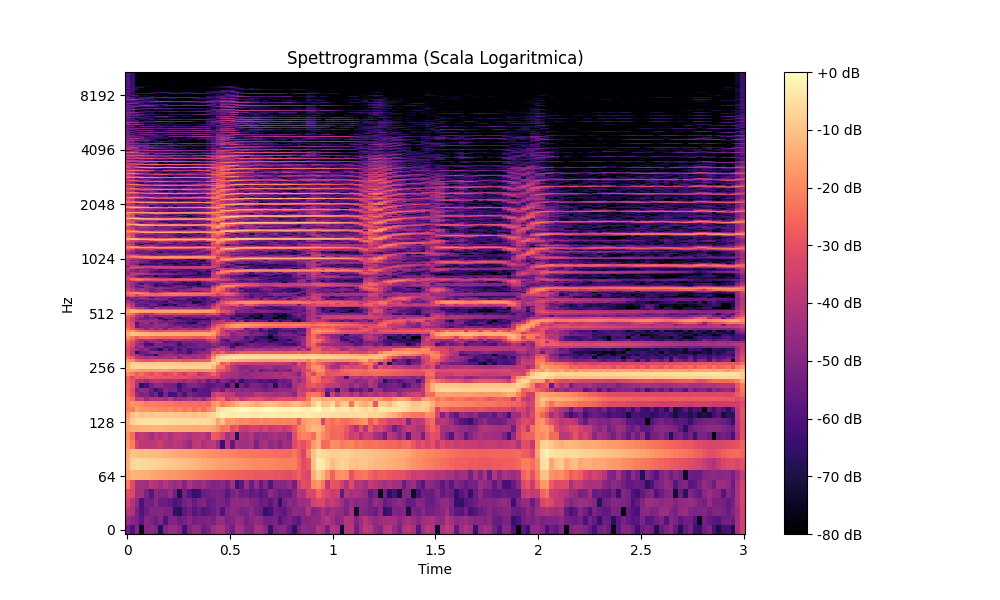 Spettrogramma (Scala Logaritmica)
Hz
8192
4096
2048
1024
512
256
128
64
0
0
0.5
1
1.5
2
2.5
3
Time
+0 dB
-10 dB
-20 dB
-30 dB
-40 dB
-50 dB
-60 dB
-70 dB
-80 dB